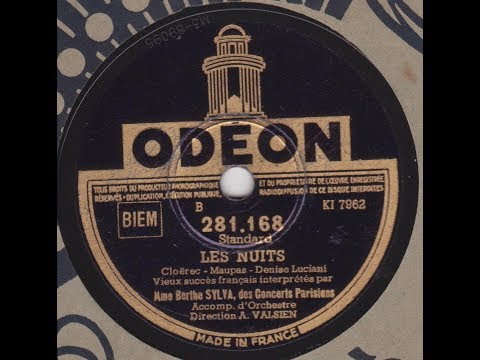 ODEON
TOUS DROITS DU PRODUCTEUR PHONOGRAPHIQUE ET DU PROPRIÉTAIRE DE L'ŒUVRE ENREGISTRÉE
RÉSERVÉS - DUPLICATION, EXÉCUTION PUBLIQUE, RADIODIFFUSION DE CE DISQUE INTERDITES
BIEM
B
281.168
KI 7962
Standard
LES NUITS
Cloërec - Maupas - Denise Luciani
Vieux succès français interprétés par
Mme Berthe SYLVA, des Concerts Parisiens
Accomp. d'Orchestre
Direction A. VALSIEN
MADE IN FRANCE